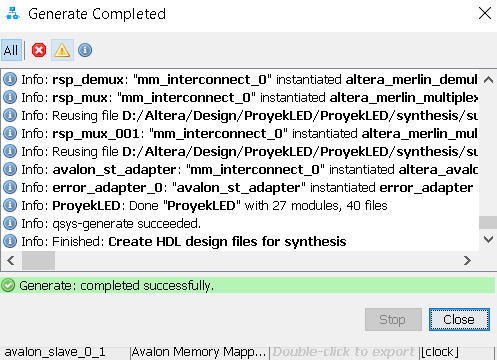 Generate Completed
All
Info: rsp_demux: "mm_interconnect_0" instantiated altera_merlin_demul
Info: rsp_mux: "mm_interconnect_0" instantiated altera_merlin_multiplex
Info: Reusing file D:/Altera/Design/ProyekLED/ProyekLED/synthesis/su
Info: rsp_mux_001: "mm_interconnect_0" instantiated altera_merlin_mul
Info: Reusing file D:/Altera/Design/ProyekLED/ProyekLED/synthesis/su
Info: avalon_st_adapter: "mm_interconnect_0" instantiated altera_avalo
Info: error_adapter_0: "avalon_st_adapter" instantiated error_adapter
Info: ProyekLED: Done "ProyekLED" with 27 modules, 40 files
Info: qsys-generate succeeded.
Info: Finished: Create HDL design files for synthesis
Generate: completed successfully.
Stop Close
avalon_slave_0_1 Avalon Memory Mapp... Double-click to export [clock]